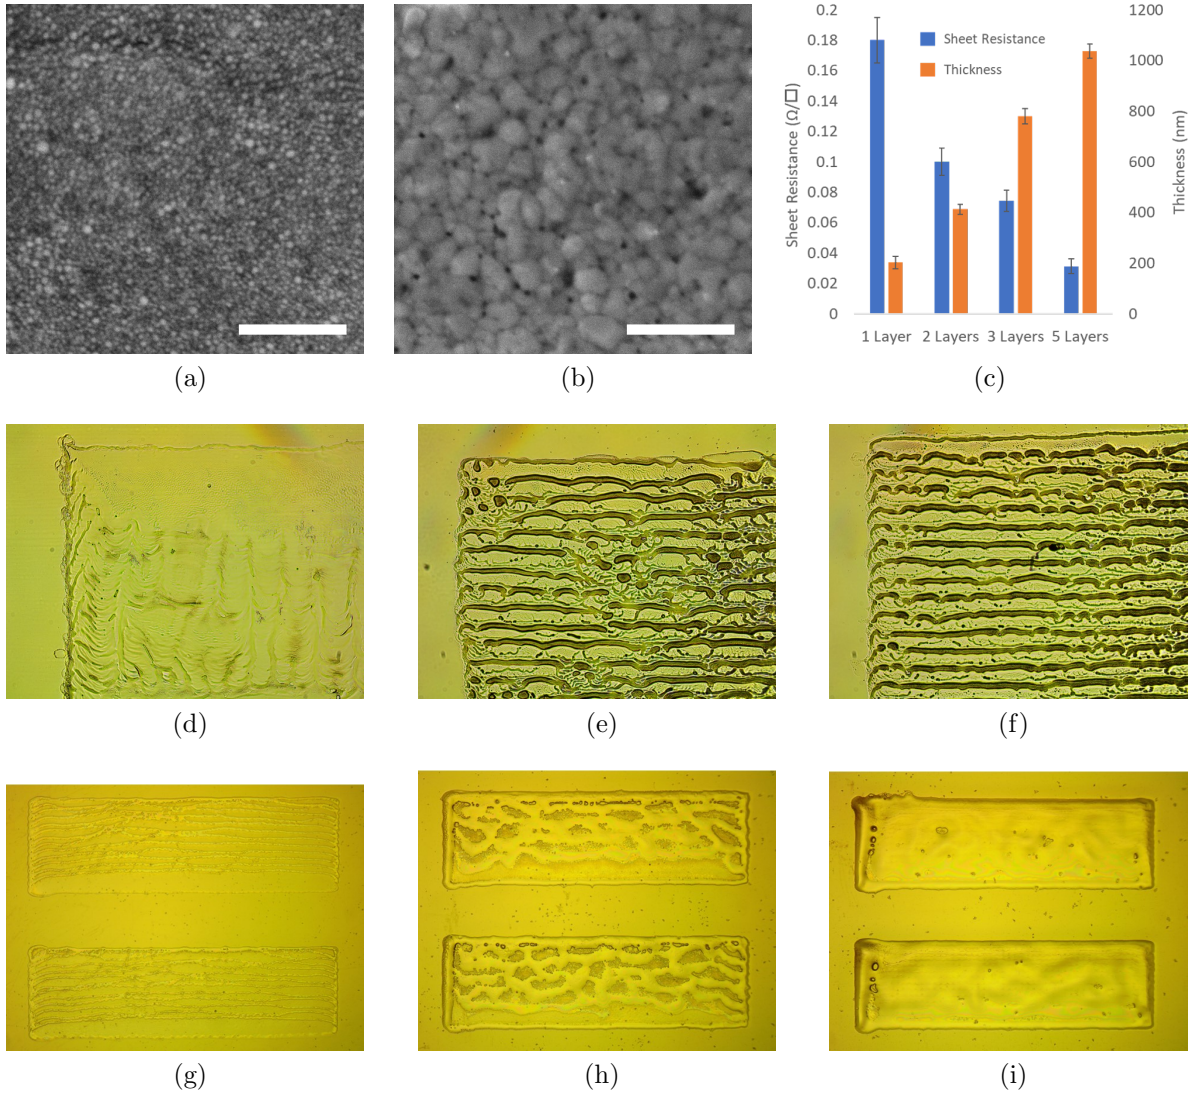 0.2
0.18
0.16
0.14
0.12
0.1
0.08
0.06
0.04
0.02
0
Sheet Resistance (Ω/□)
Sheet Resistance
Thickness
1200
1000
800
600
400
200
0
Thickness (nm)
1 Layer 2 Layers 3 Layers 5 Layers
(a) (b) (c)
(d) (e) (f)
(g) (h) (i)